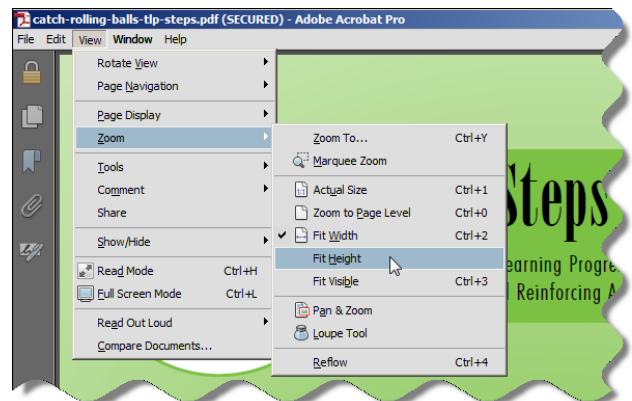 catch-rolling-balls-tlp-steps.pdf (SECURED) - Adobe Acrobat Pro
File Edit View Window Help
Rotate View
Page Navigation
Page Display
Zoom
Tools
Comment
Share
Show/Hide
Read Mode Ctrl+H
Full Screen Mode Ctrl+L
Read Out Loud
Compare Documents...
Zoom To... Ctrl+Y
Marquee Zoom
Actual Size Ctrl+1
Zoom to Page Level Ctrl+0
Fit Width Ctrl+2
Fit Height
Fit Visible Ctrl+3
Pan & Zoom
Loupe Tool
Reflow Ctrl+4
Steps
earning Progre
Reinforcing A